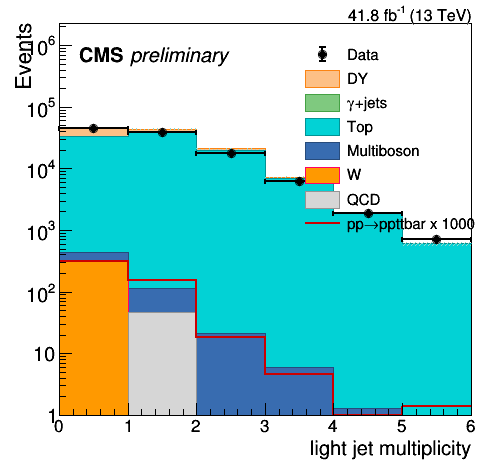 41.8 fb⁻¹ (13 TeV)
Events
CMS preliminary
Data
DY
γ+jets
Top
Multiboson
W
QCD
pp→ppttbar x 1000
10⁶
10⁵
10⁴
10³
10²
10
1
0 1 2 3 4 5 6
light jet multiplicity